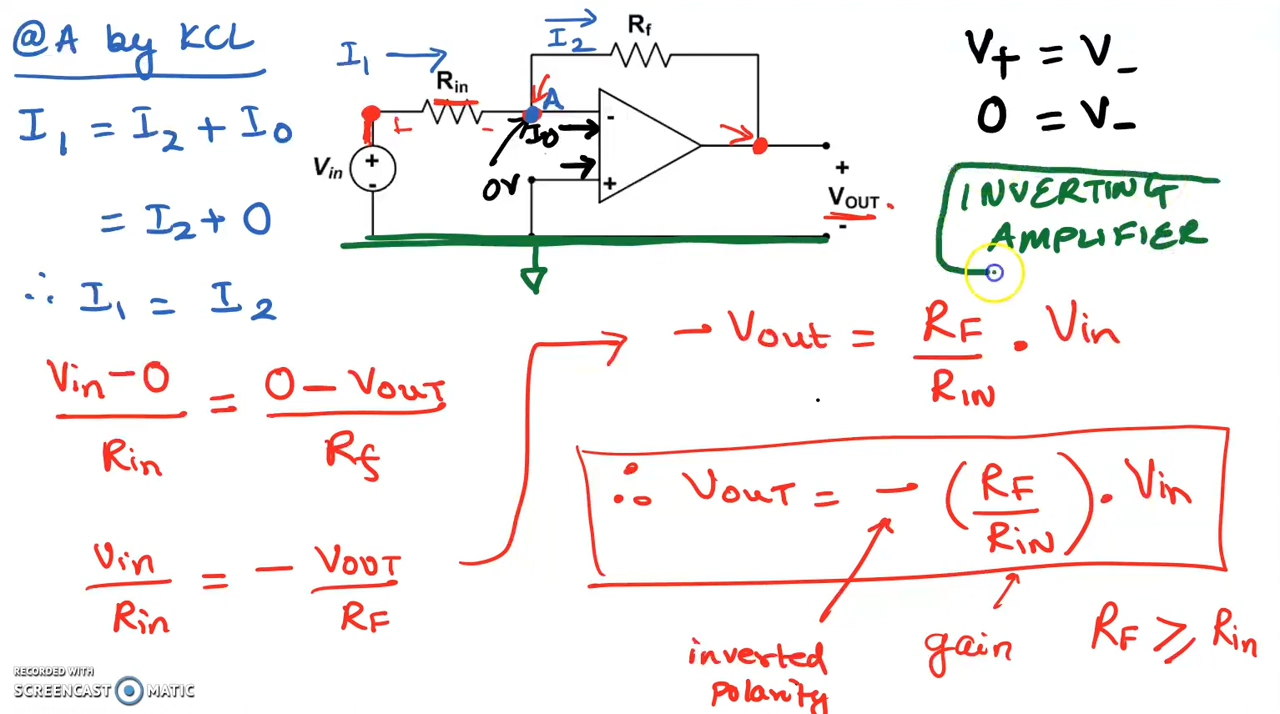 @A by KCL
I1 = I2 + I0
= I2 + 0
∴ I1 = I2
Vin - 0 / Rin = 0 - VOUT / Rf
Vin / Rin = - VOUT / RF
I1 →
I2
Rf
Rin
A
+ -
I0
0V
Vin
+
-
-
+
+
VOUT.
-
V+ = V-
0 = V-
INVERTING
AMPLIFIER
- Vout = RF / RIN . Vin
∴ VOUT = - (RF / RIN) . Vin
inverted
polarity
gain
RF ⩾ Rin
RECORDED WITH
SCREENCAST MATIC